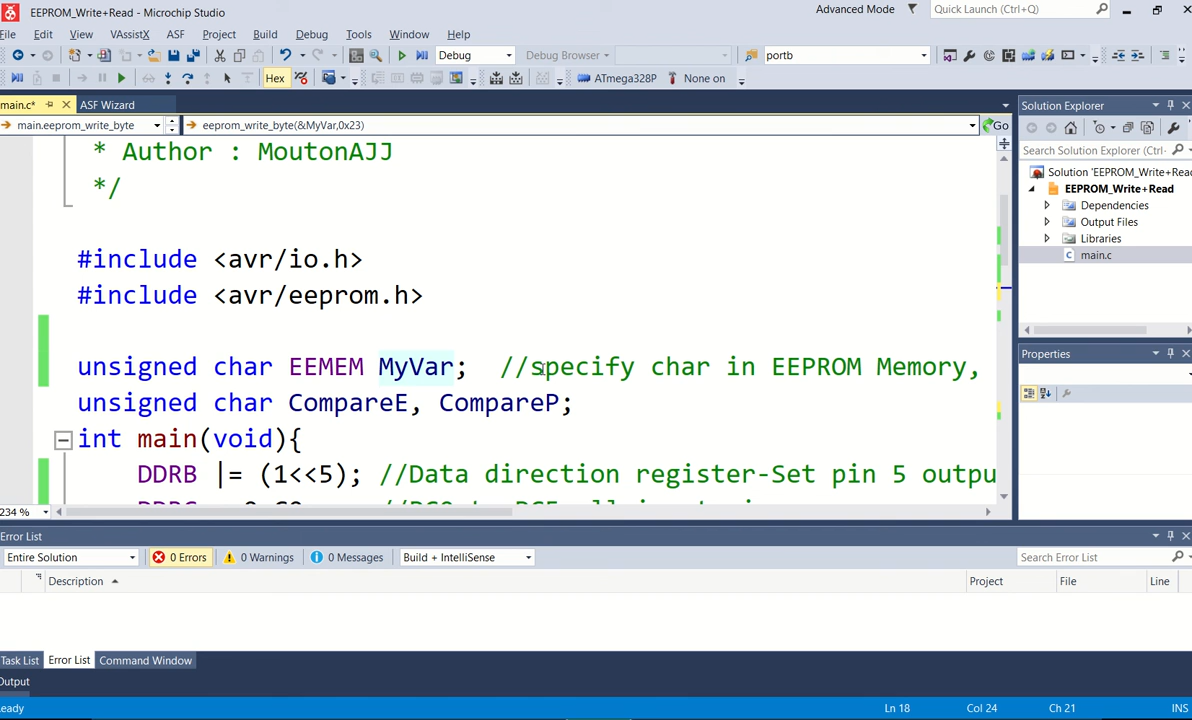 EEPROM_Write+Read - Microchip Studio
Advanced Mode
Quick Launch (Ctrl+Q)
File Edit View VAssistX ASF Project Build Debug Tools Window Help
Debug
Debug Browser
portb
Hex
ATmega328P
None on
main.c*
ASF Wizard
main.eeprom_write_byte
eeprom_write_byte(&MyVar,0x23)
Go
* Author : MoutonAJJ
*/
#include <avr/io.h>
#include <avr/eeprom.h>
unsigned char EEMEM MyVar; //specify char in EEPROM Memory,
unsigned char CompareE, CompareP;
int main(void){
DDRB |= (1<<5); //Data direction register-Set pin 5 outpu
234 %
Solution Explorer
Search Solution Explorer (Ctrl-
Solution 'EEPROM_Write+Read
EEPROM_Write+Read
Dependencies
Output Files
Libraries
main.c
Properties
Error List
Entire Solution
0 Errors
0 Warnings
0 Messages
Build + IntelliSense
Search Error List
Description
Project
File
Line
Task List
Error List
Command Window
Output
eady
Ln 18
Col 24
Ch 21
INS